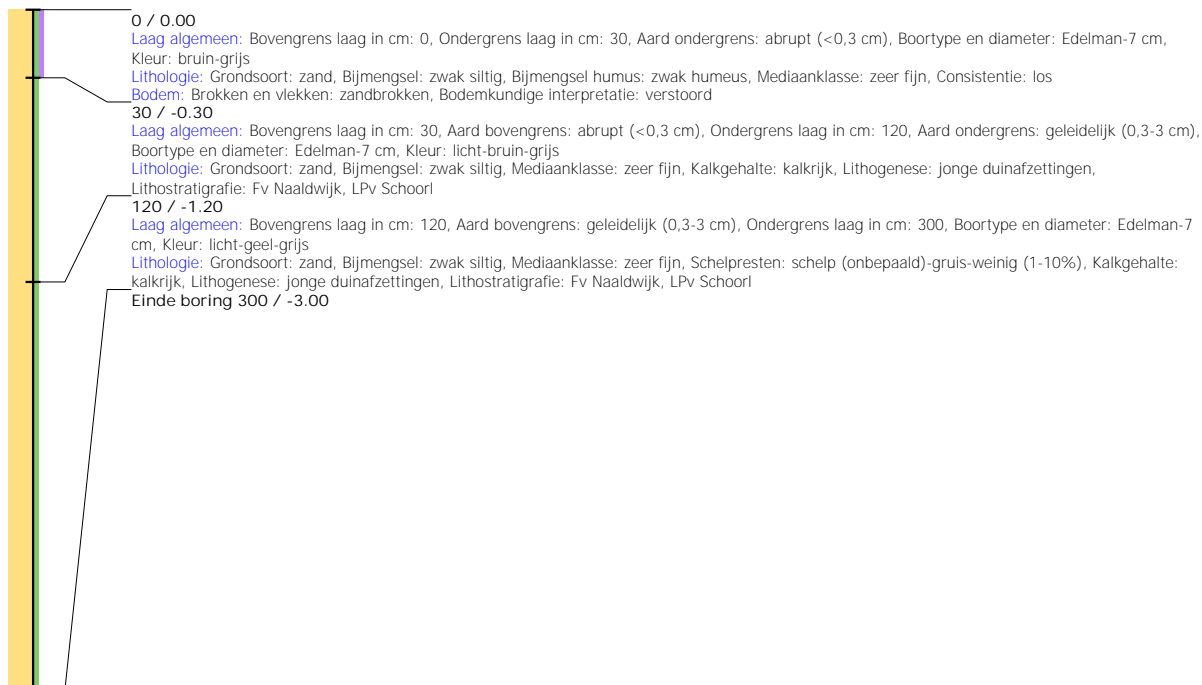 0 / 0.00
Laag algemeen: Bovengrens laag in cm: 0, Ondergrens laag in cm: 30, Aard ondergrens: abrupt (<0,3 cm), Boortype en diameter: Edelman-7 cm,
Kleur: bruin-grijs
Lithologie: Grondsoort: zand, Bijmengsel: zwak siltig, Bijmengsel humus: zwak humeus, Mediaanklasse: zeer fijn, Consistentie: los
Bodem: Brokken en vlekken: zandbrokken, Bodemkundige interpretatie: verstoord
30 / -0.30
Laag algemeen: Bovengrens laag in cm: 30, Aard bovengrens: abrupt (<0,3 cm), Ondergrens laag in cm: 120, Aard ondergrens: geleidelijk (0,3-3 cm),
Boortype en diameter: Edelman-7 cm, Kleur: licht-bruin-grijs
Lithologie: Grondsoort: zand, Bijmengsel: zwak siltig, Mediaanklasse: zeer fijn, Kalkgehalte: kalkrijk, Lithogenese: jonge duinafzettingen,
Lithostratigrafie: Fv Naaldwijk, LPv Schoorl
120 / -1.20
Laag algemeen: Bovengrens laag in cm: 120, Aard bovengrens: geleidelijk (0,3-3 cm), Ondergrens laag in cm: 300, Boortype en diameter: Edelman-7
cm, Kleur: licht-geel-grijs
Lithologie: Grondsoort: zand, Bijmengsel: zwak siltig, Mediaanklasse: zeer fijn, Schelpresten: schelp (onbepaald)-gruis-weinig (1-10%), Kalkgehalte:
kalkrijk, Lithogenese: jonge duinafzettingen, Lithostratigrafie: Fv Naaldwijk, LPv Schoorl
Einde boring 300 / -3.00